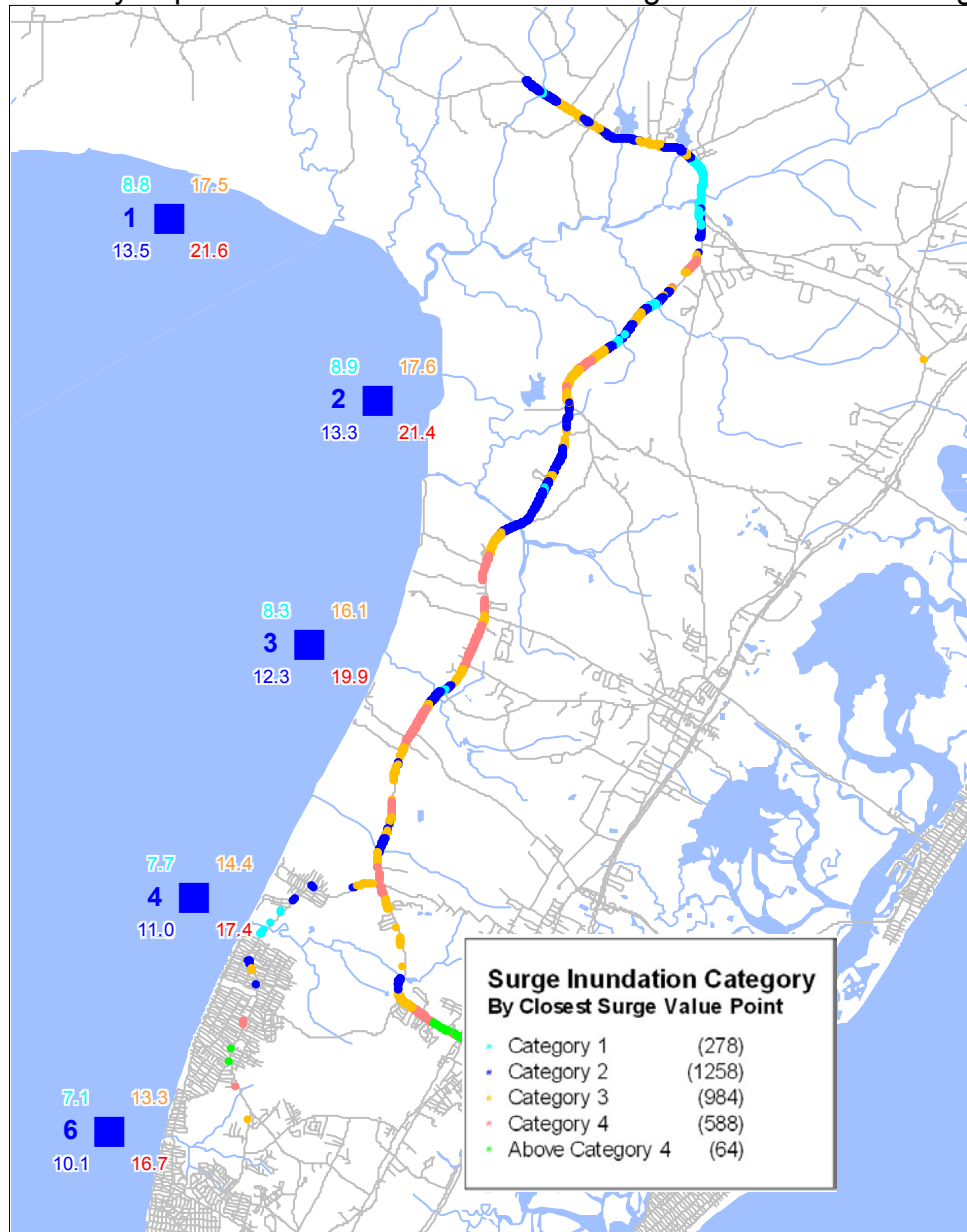 8.8 17.5
1
13.5 21.6
8.9 17.6
2
13.3 21.4
8.3 16.1
3
12.3 19.9
7.7 14.4
4
11.0 17.4
Surge Inundation Category
By Closest Surge Value Point
Category 1 (278)
Category 2 (1258)
Category 3 (984)
Category 4 (588)
Above Category 4 (64)
7.1 13.3
6
10.1 16.7